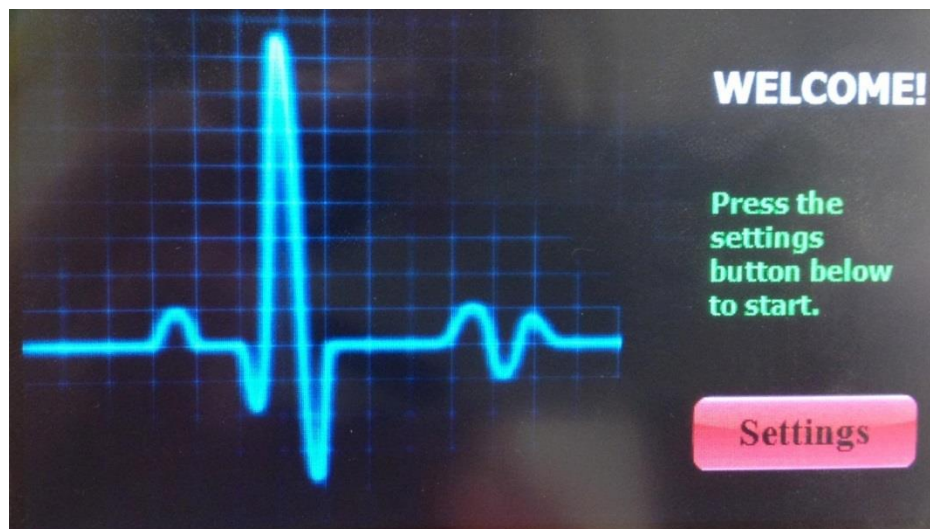 WELCOME!
Press the
settings
button below
to start.
Settings